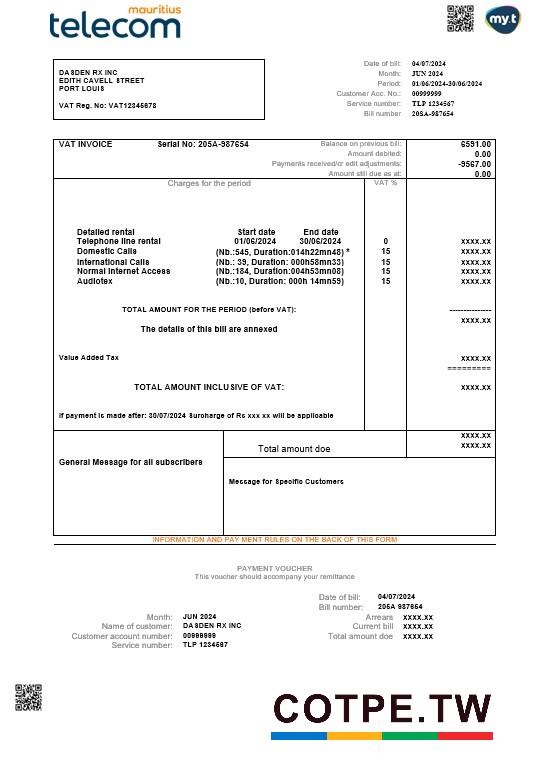 mauritius
telecom
my.t
DASDEN RX INC
EDITH CAVELL STREET
PORT LOUIS
VAT Reg. No: VAT12345678
Date of bill: 04/07/2024
Month: JUN 2024
Period: 01/06/2024-30/06/2024
Customer Acc. No.: 00999999
Service number: TLP 1234567
Bill number 20SA-987654
VAT INVOICE Serial No: 20SA-987654
Balance on previous bill: 6591.00
Amount debited: 0.00
Payments received/or edit adjustments: -9567.00
Amount still due as at: 0.00
Charges for the period VAT %
Detailed rental Start date End date
Telephone line rental 01/06/2024 30/06/2024 0 xxxx.xx
Domestic Calls (Nb.:545, Duration:014h22mn48) * 15 xxxx.xx
International Calls (Nb.: 39, Duration: 000h58mn33) 15 xxxx.xx
Normal Internet Access (Nb.:184, Duration:004h53mn08) 15 xxxx.xx
Audiotex (Nb.:10, Duration: 000h 14mn59) 15 xxxx.xx
TOTAL AMOUNT FOR THE PERIOD (before VAT): ---------------
xxxx.xx
The details of this bill are annexed
Value Added Tax xxxx.xx
=========
TOTAL AMOUNT INCLUSIVE OF VAT: xxxx.xx
If payment is made after: 30/07/2024 Suroharge of Rs xxx xx will be applioable
xxxx.xx
Total amount doe xxxx.xx
General Message for all subscribers
Message for Specific Customers
INFORMATION AND PAY MENT RULES ON THE BACK OF THIS FORM
PAYMENT VOUCHER
This voucher should accompany your remittance
Date of bill: 04/07/2024
Bill number: 205A 987654
Month: JUN 2024
Arrears xxxx.xx
Name of customer: DASDEN RX INC
Current bill xxxx.xx
Customer account number: 00999999
Total amount doe xxxx.xx
Service number: TLP 1234567
COTPE.TW